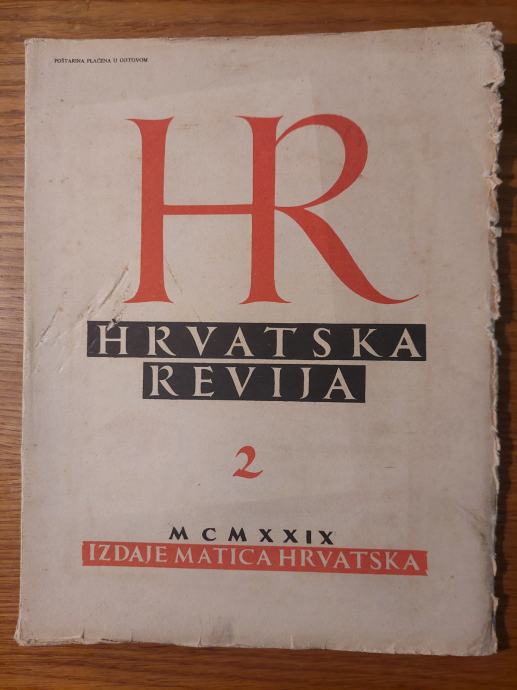 POŠTARINA PLAĆENA U GOTOVOM
HR
HRVATSKA
REVIJA
2
MCMXXIX
IZDAJE MATICA HRVATSKA